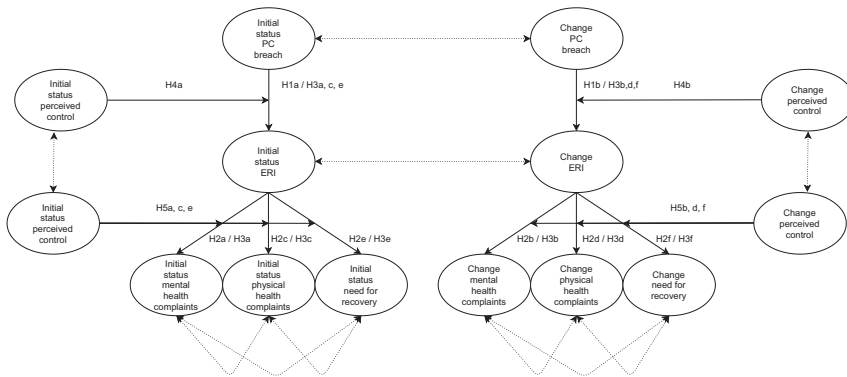 Initial
status
PC
breach
Change
PC
breach
Initial
status
perceived
control
H4a
H1a / H3a, c, e
H1b / H3b,d,f
H4b
Change
perceived
control
Initial
status
ERI
Change
ERI
Initial
status
perceived
control
H5a, c, e
H5b, d, f
Change
perceived
control
H2a / H3a
H2c / H3c
H2e / H3e
H2b / H3b
H2d / H3d
H2f / H3f
Initial
status
mental
health
complaints
Initial
status
physical
health
complaints
Initial
status
need for
recovery
Change
mental
health
complaints
Change
physical
health
complaints
Change
need for
recovery